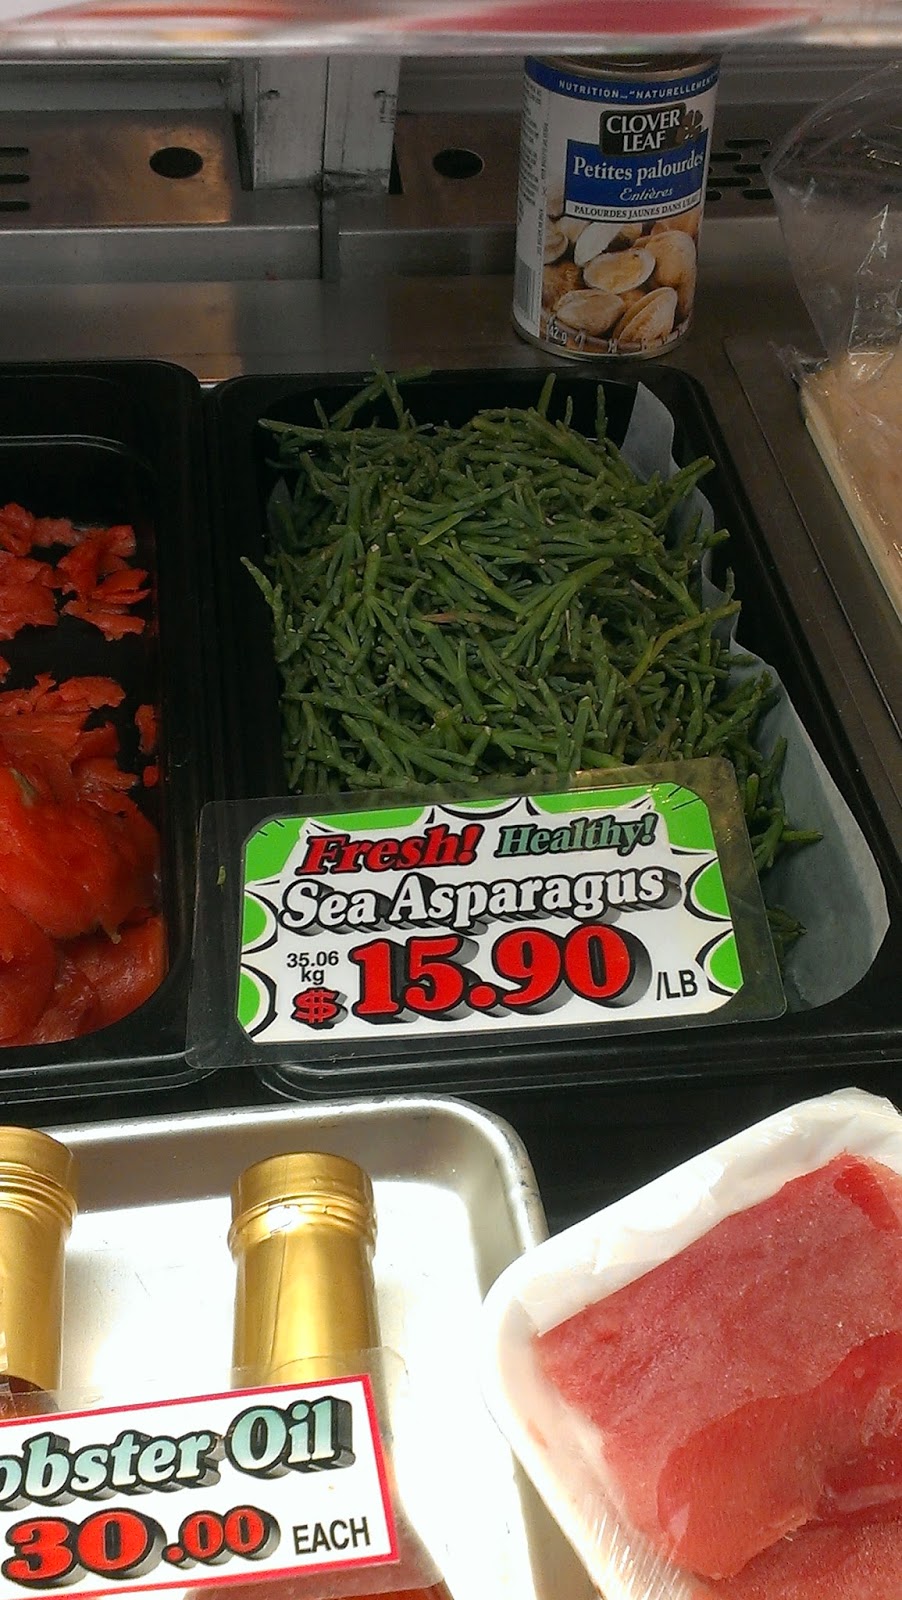 NUTRITION... "NATURELLEMENT
CLOVER
LEAF
Petites palourdes
Entières
PALOURDES JAUNES DANS L'EAU
142 g
Fresh! Healthy!
Sea Asparagus
35.06
kg
$15.90 /LB
obster Oil
30.00 EACH